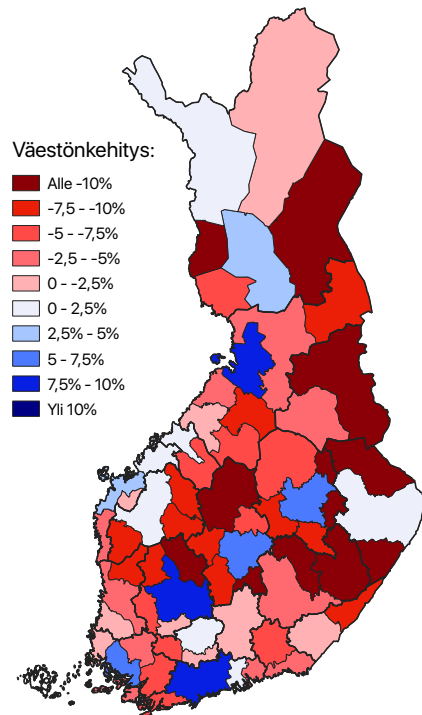 Väestönkehitys:
Alle -10%
-7,5 - -10%
-5 - -7,5%
-2,5 - -5%
0 - -2,5%
0 - 2,5%
2,5% - 5%
5 - 7,5%
7,5% - 10%
Yli 10%